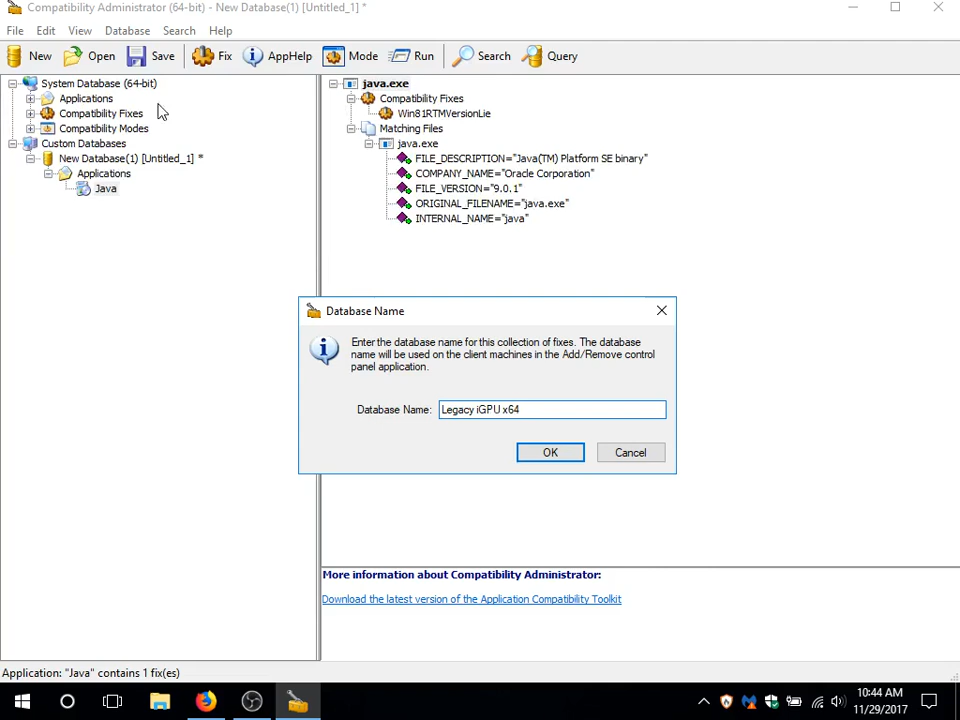 Compatibility Administrator (64-bit) - New Database(1) [Untitled_1] *
File Edit View Database Search Help
New Open Save Fix AppHelp Mode Run Search Query
System Database (64-bit)
Applications
Compatibility Fixes
Compatibility Modes
Custom Databases
New Database(1) [Untitled_1] *
Applications
Java
java.exe
Compatibility Fixes
Win81RTMVersionLie
Matching Files
java.exe
FILE_DESCRIPTION="Java(TM) Platform SE binary"
COMPANY_NAME="Oracle Corporation"
FILE_VERSION="9.0.1"
ORIGINAL_FILENAME="java.exe"
INTERNAL_NAME="java"
Database Name
Enter the database name for this collection of fixes. The database
name will be used on the client machines in the Add/Remove control
panel application.
Database Name: Legacy iGPU x64
OK Cancel
More information about Compatibility Administrator:
Download the latest version of the Application Compatibility Toolkit
Application: "Java" contains 1 fix(es)
10:44 AM
11/29/2017